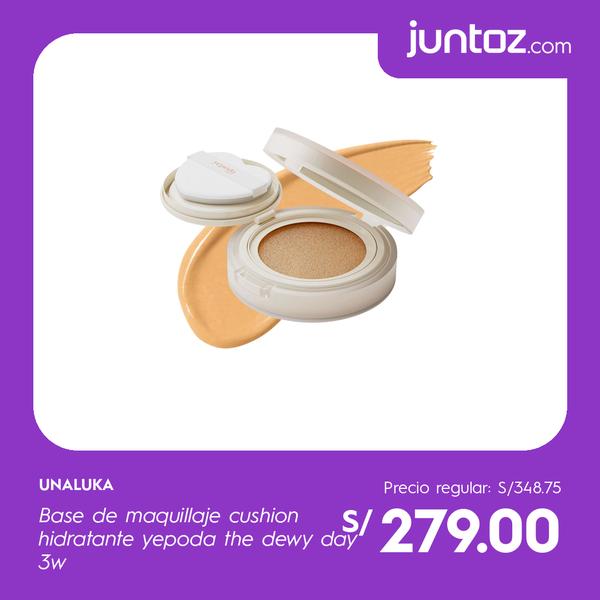 juntoz.com
yepoda
UNALUKA
Base de maquillaje cushion
hidratante yepoda the dewy day
3w
Precio regular: S/348.75
S/ 279.00